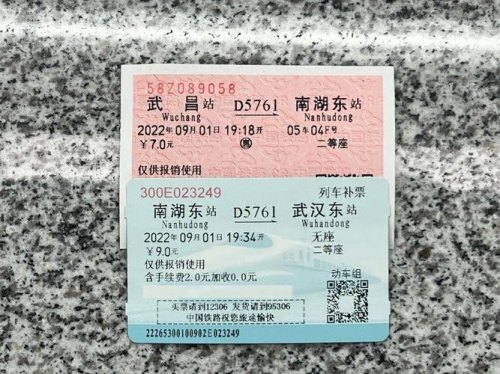 58Z089058
武昌站 D5761 南湖东站
Wuchang Nanhudong
2022年09月01日 19:18开 05车04F号
￥7.0元 二等座
仅供报销使用
300E023249 列车补票
南湖东站 D5761 武汉东站
Nanhudong Wuhandong
2022年09月01日 19:34开 无座
￥9.0元 二等座
仅供报销使用
含手续费2.0元加收0.0元 动车组
买票请到12306 发货请到95306
中国铁路祝您旅途愉快
22265300100902E023249